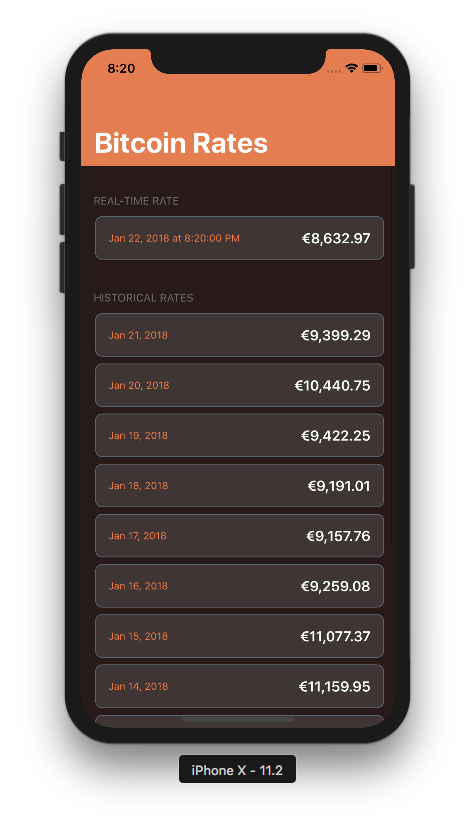 8:20
Bitcoin Rates
REAL-TIME RATE
Jan 22, 2018 at 8:20:00 PM €8,632.97
HISTORICAL RATES
Jan 21, 2018 €9,399.29
Jan 20, 2018 €10,440.75
Jan 19, 2018 €9,422.25
Jan 18, 2018 €9,191.01
Jan 17, 2018 €9,157.76
Jan 16, 2018 €9,259.08
Jan 15, 2018 €11,077.37
Jan 14, 2018 €11,159.95
iPhone X - 11.2